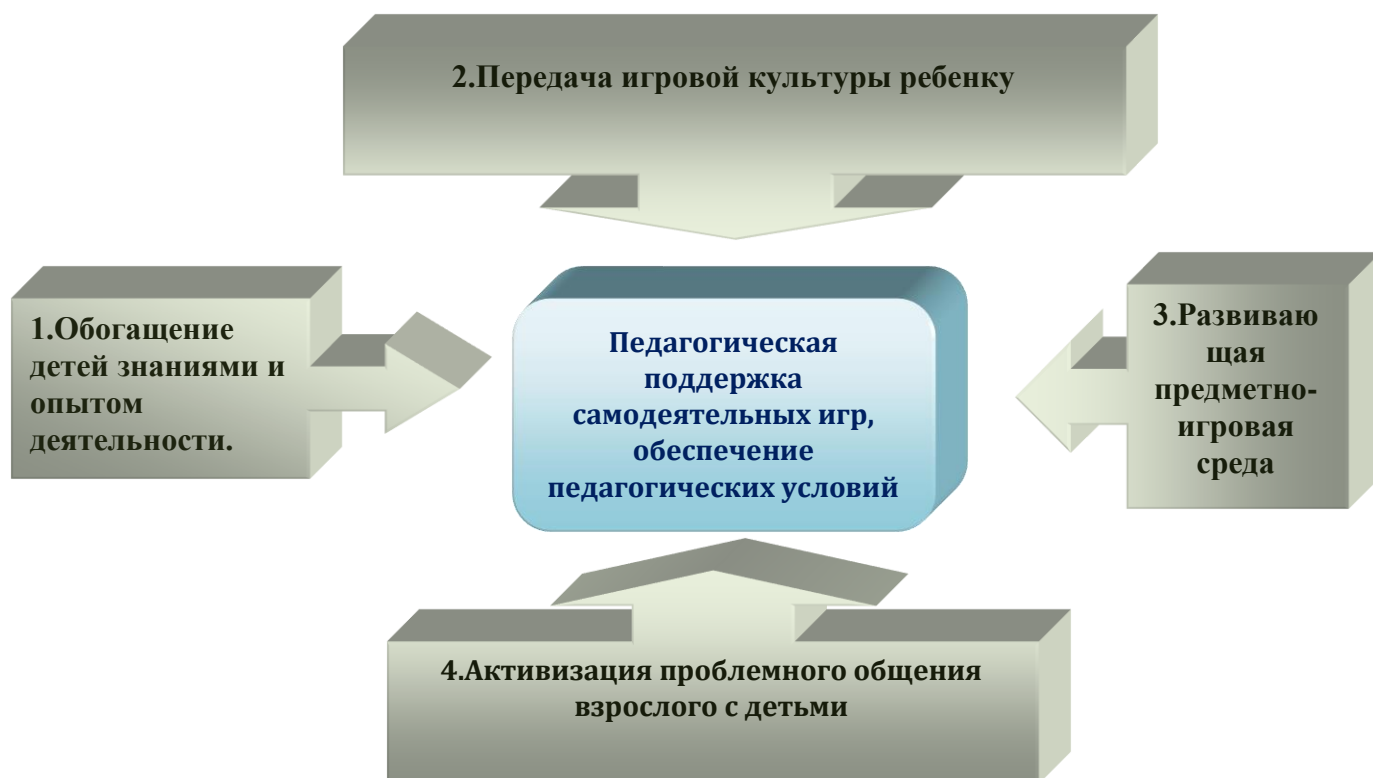 2.Передача игровой культуры ребенку
1.Обогащение
детей знаниями и
опытом
деятельности.
Педагогическая
поддержка
самодеятельных игр,
обеспечение
педагогических условий
3.Развиваю
щая
предметно-
игровая
среда
4.Активизация проблемного общения
взрослого с детьми